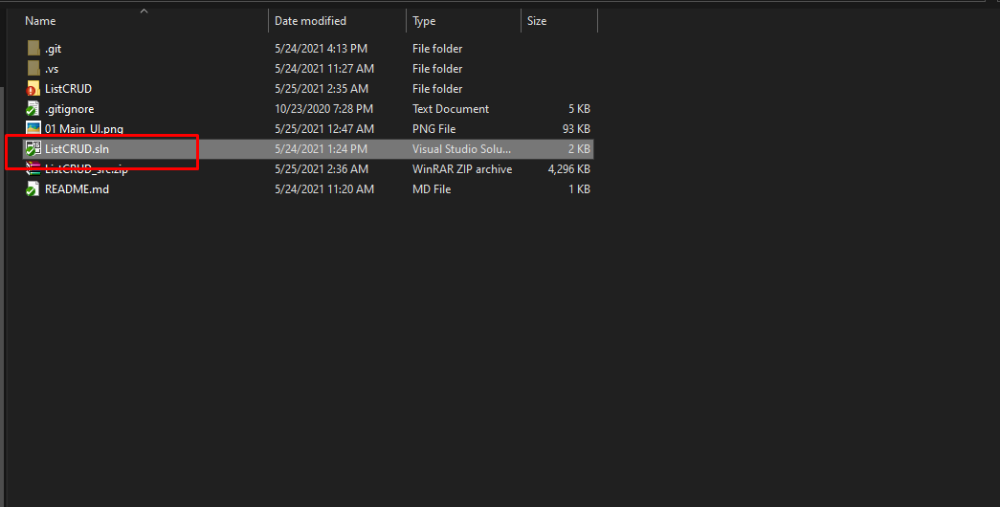 Name Date modified Type Size
.git 5/24/2021 4:13 PM File folder
.vs 5/24/2021 11:27 AM File folder
ListCRUD 5/25/2021 2:35 AM File folder
.gitignore 10/23/2020 7:28 PM Text Document 5 KB
01 Main_UI.png 5/25/2021 12:47 AM PNG File 93 KB
ListCRUD.sln 5/24/2021 1:24 PM Visual Studio Solu... 2 KB
ListCRUD_src.zip 5/25/2021 2:36 AM WinRAR ZIP archive 4,296 KB
README.md 5/24/2021 11:20 AM MD File 1 KB